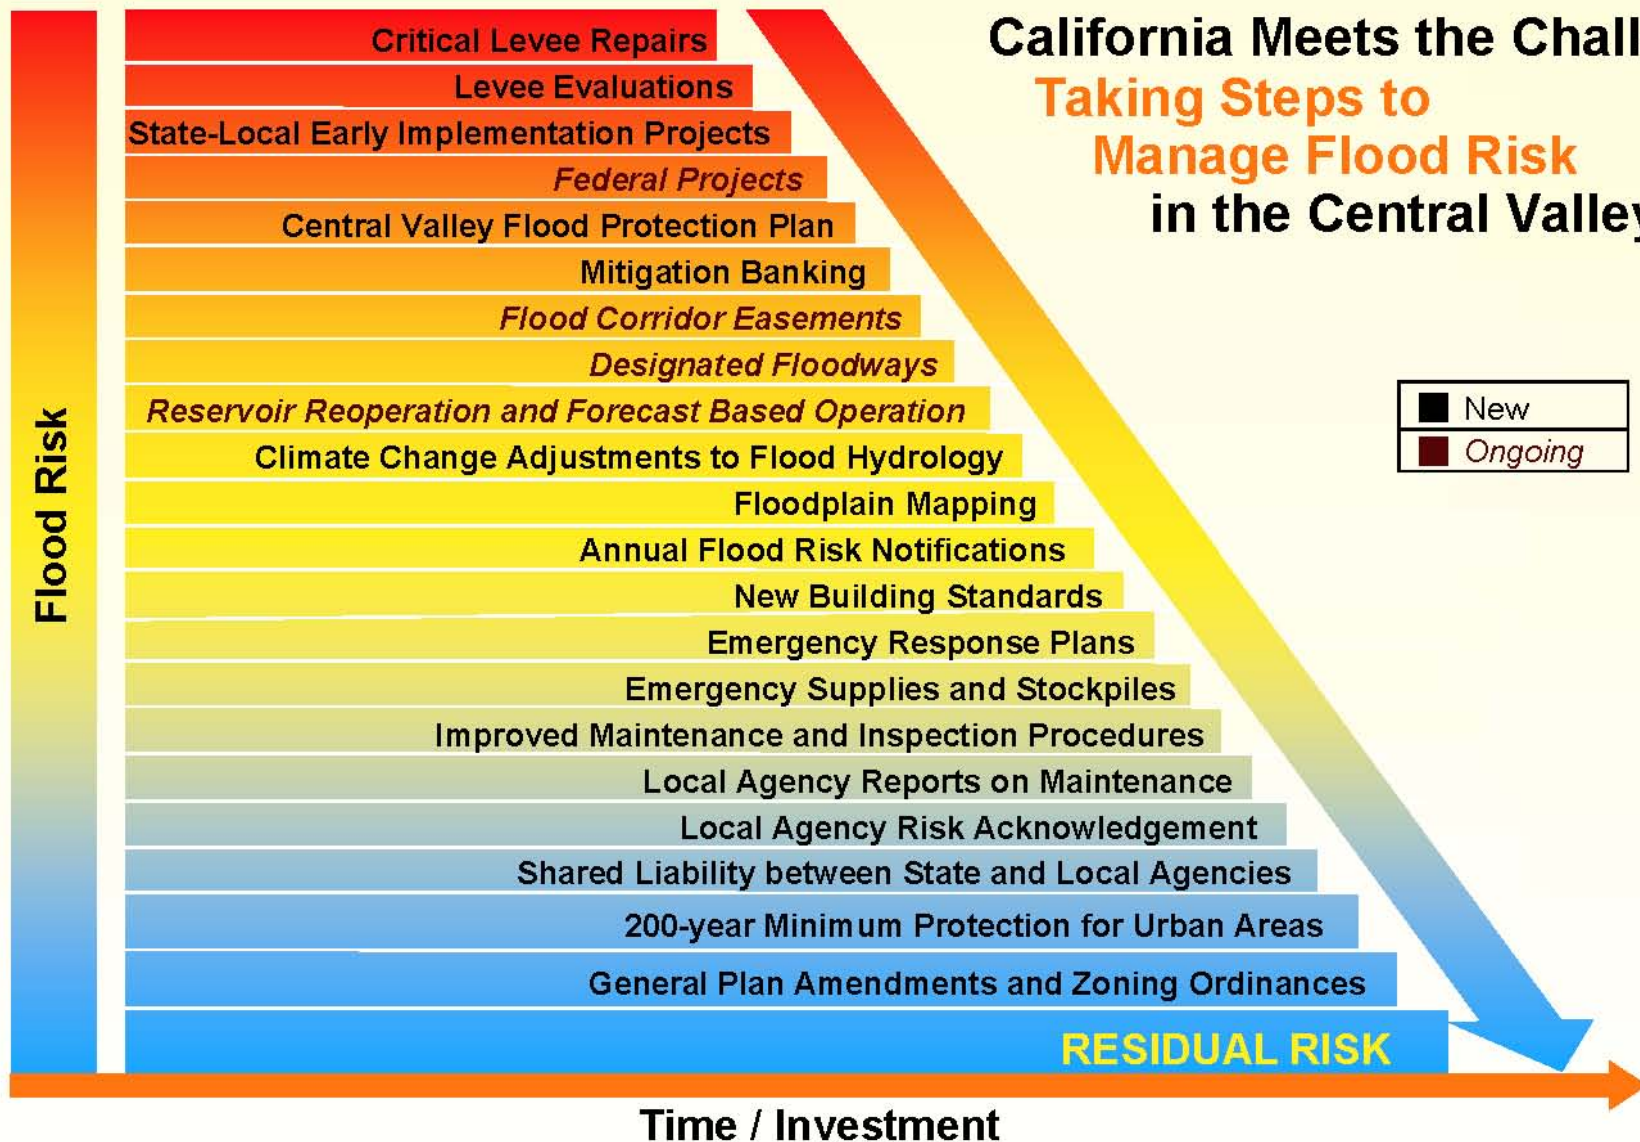 California Meets the Chall
Taking Steps to
Manage Flood Risk
in the Central Valley
Critical Levee Repairs
Levee Evaluations
State-Local Early Implementation Projects
Federal Projects
Central Valley Flood Protection Plan
Mitigation Banking
Flood Corridor Easements
Designated Floodways
Reservoir Reoperation and Forecast Based Operation
Climate Change Adjustments to Flood Hydrology
Floodplain Mapping
Annual Flood Risk Notifications
New Building Standards
Emergency Response Plans
Emergency Supplies and Stockpiles
Improved Maintenance and Inspection Procedures
Local Agency Reports on Maintenance
Local Agency Risk Acknowledgement
Shared Liability between State and Local Agencies
200-year Minimum Protection for Urban Areas
General Plan Amendments and Zoning Ordinances
RESIDUAL RISK
Flood Risk
New
Ongoing
Time / Investment